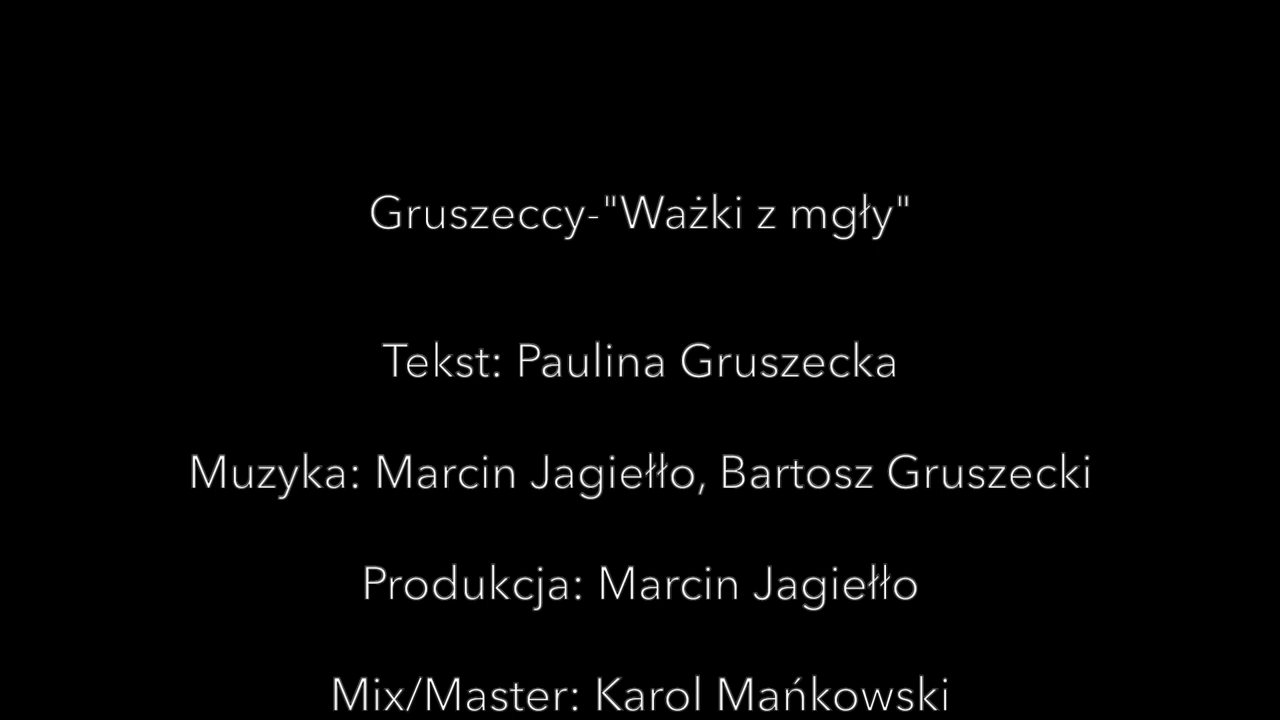 Gruszeccy-"Ważki z mgły"
Tekst: Paulina Gruszecka
Muzyka: Marcin Jagiełło, Bartosz Gruszecki
Produkcja: Marcin Jagiełło
Mix/Master: Karol Mańkowski